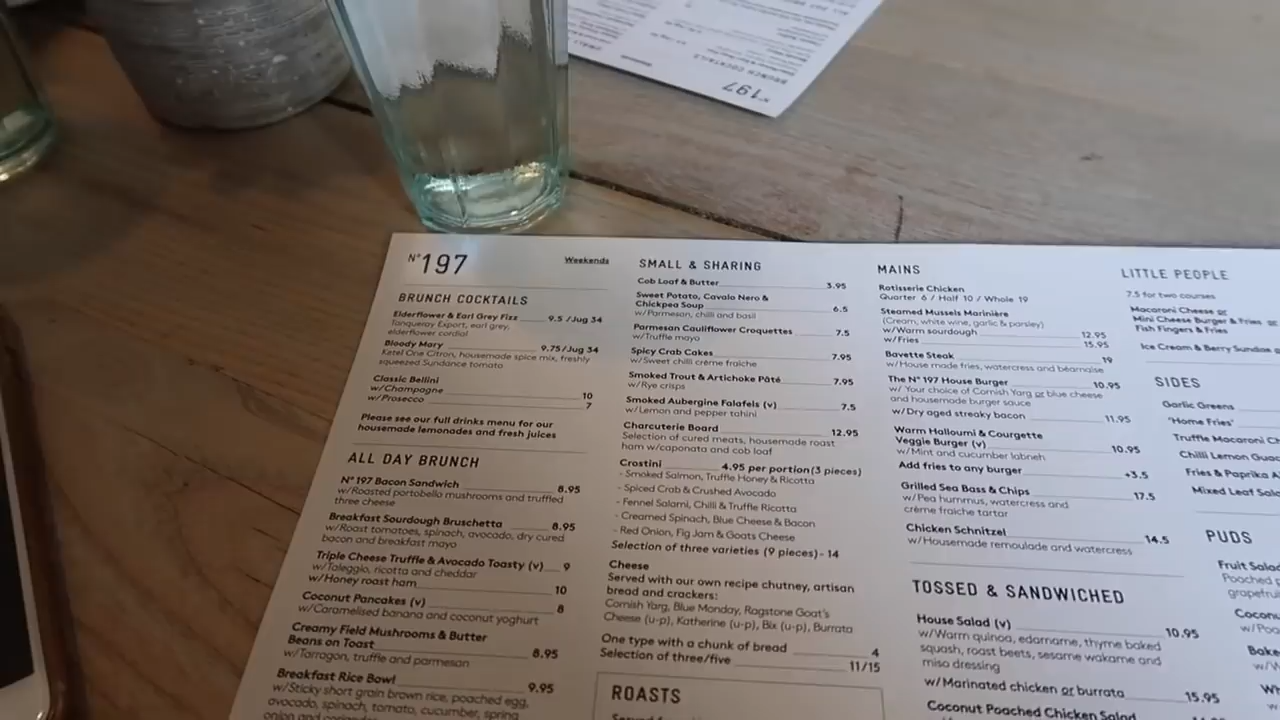 Nº 197
Nº 197
Weekends
BRUNCH COCKTAILS
BRUNCH COCKTAILS
Elderflower & Earl Grey Fizz 9.5 /Jug 34
Tanqueray Export, earl grey,
elderflower cordial
Bloody Mary 9.75/Jug 34
Ketel One Citron, housemade spice mix, freshly
squeezed Sundance tomato
Classic Bellini
w/Champagne 10
w/Prosecco 7
Please see our full drinks menu for our
housemade lemonades and fresh juices
ALL DAY BRUNCH
Nº 197 Bacon Sandwich 8.95
w/Roasted portobello mushrooms and truffled
three cheese
Breakfast Sourdough Bruschetta 8.95
w/Roast tomatoes, spinach, avocado, dry cured
bacon and breakfast mayo
Triple Cheese Truffle & Avocado Toasty (v) 9
w/Taleggio, ricotta and cheddar
w/Honey roast ham 10
Coconut Pancakes (v) 8
w/Caramelised banana and coconut yoghurt
Creamy Field Mushrooms & Butter
Beans on Toast 8.95
w/Tarragon, truffle and parmesan
Breakfast Rice Bowl 9.95
w/Sticky short grain brown rice, poached egg,
avocado, spinach, tomato, cucumber, spring
onion and
SMALL & SHARING
Cob Loaf & Butter 3.95
Sweet Potato, Cavalo Nero &
Chickpea Soup 6.5
w/Parmesan, chilli and basil
Parmesan Cauliflower Croquettes 7.5
w/Truffle mayo
Spicy Crab Cakes 7.95
w/Sweet chilli crème fraîche
Smoked Trout & Artichoke Pâté 7.95
w/Rye crisps
Smoked Aubergine Falafels (v) 7.5
w/Lemon and pepper tahini
Charcuterie Board 12.95
Selection of cured meats, housemade roast
ham w/caponata and cob loaf
Crostini 4.95 per portion(3 pieces)
- Smoked Salmon, Truffle Honey & Ricotta
- Spiced Crab & Crushed Avocado
- Fennel Salami, Chilli & Truffle Ricotta
- Creamed Spinach, Blue Cheese & Bacon
- Red Onion, Fig Jam & Goats Cheese
Selection of three varieties (9 pieces)- 14
Cheese
Served with our own recipe chutney, artisan
bread and crackers:
Cornish Yarg, Blue Monday, Ragstone Goat's
Cheese (u-p), Katherine (u-p), Bix (u-p), Burrata
One type with a chunk of bread 4
Selection of three/five 11/15
ROASTS
MAINS
Rotisserie Chicken
Quarter 6 / Half 10 / Whole 19
Steamed Mussels Marinière
(Cream, white wine, garlic & parsley)
w/Warm sourdough 12.95
w/Fries 15.95
Bavette Steak 19
w/House made fries, watercress and béarnaise
The Nº 197 House Burger 10.95
w/ Your choice of Cornish Yarg or blue cheese
and housemade burger sauce
w/Dry aged streaky bacon 11.95
Warm Halloumi & Courgette
Veggie Burger (v) 10.95
w/Mint and cucumber labneh
Add fries to any burger +3.5
Grilled Sea Bass & Chips 17.5
w/Pea hummus, watercress and
crème fraiche tartar
Chicken Schnitzel 14.5
w/Housemade remoulade and watercress
TOSSED & SANDWICHED
House Salad (v) 10.95
w/Warm quinoa, edamame, thyme baked
squash, roast beets, sesame wakame and
miso dressing
w/Marinated chicken or burrata 15.95
Coconut Poached Chicken Salad
LITTLE PEOPLE
7.5 for two courses
Macaroni Cheese or
Mini Cheese Burger & Fries or
Fish Fingers & Fries
Ice Cream & Berry Sundae
SIDES
Garlic Greens
'Home Fries'
Truffle Macaroni
Chilli Lemon
Fries & Paprika
Mixed Leaf
PUDS
Fruit
Poached